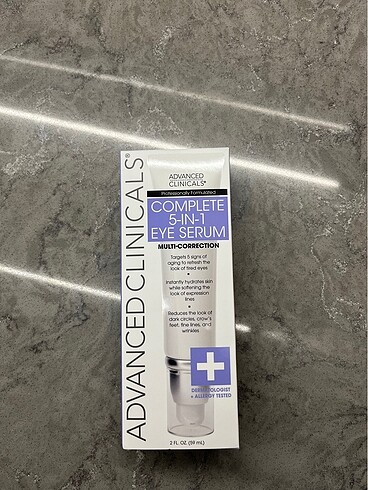 ADVANCED CLINICALS®
ADVANCED
CLINICALS®
Professionally Formulated
COMPLETE
5-IN-1
EYE SERUM
MULTI-CORRECTION
Targets 5 signs of
aging to refresh the
look of tired eyes
•
Instantly hydrates skin
while softening the
look of expression
lines
•
Reduces the look of
dark circles, crow's
feet, fine lines, and
wrinkles
DERMATOLOGIST
+ ALLERGY TESTED
2 FL. OZ. (59 mL)